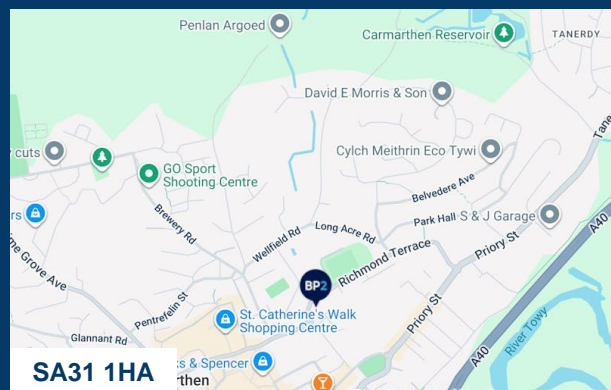 Penlan Argoed
Carmarthen Reservoir
TANERDY
David E Morris & Son
cuts
Cylch Meithrin Eco Tywi
GO Sport
Shooting Centre
Belvedere Ave
Brewery Rd
Wellfield Rd
Long Acre Rd
Park Hall
S & J Garage
Priory St
A40
Grove Ave
Richmond Terrace
BP2
Pentrefelin St
St. Catherine's Walk
Shopping Centre
Priory St
River Towy
Glannant Rd
& Spencer
A40
SA31 1HA